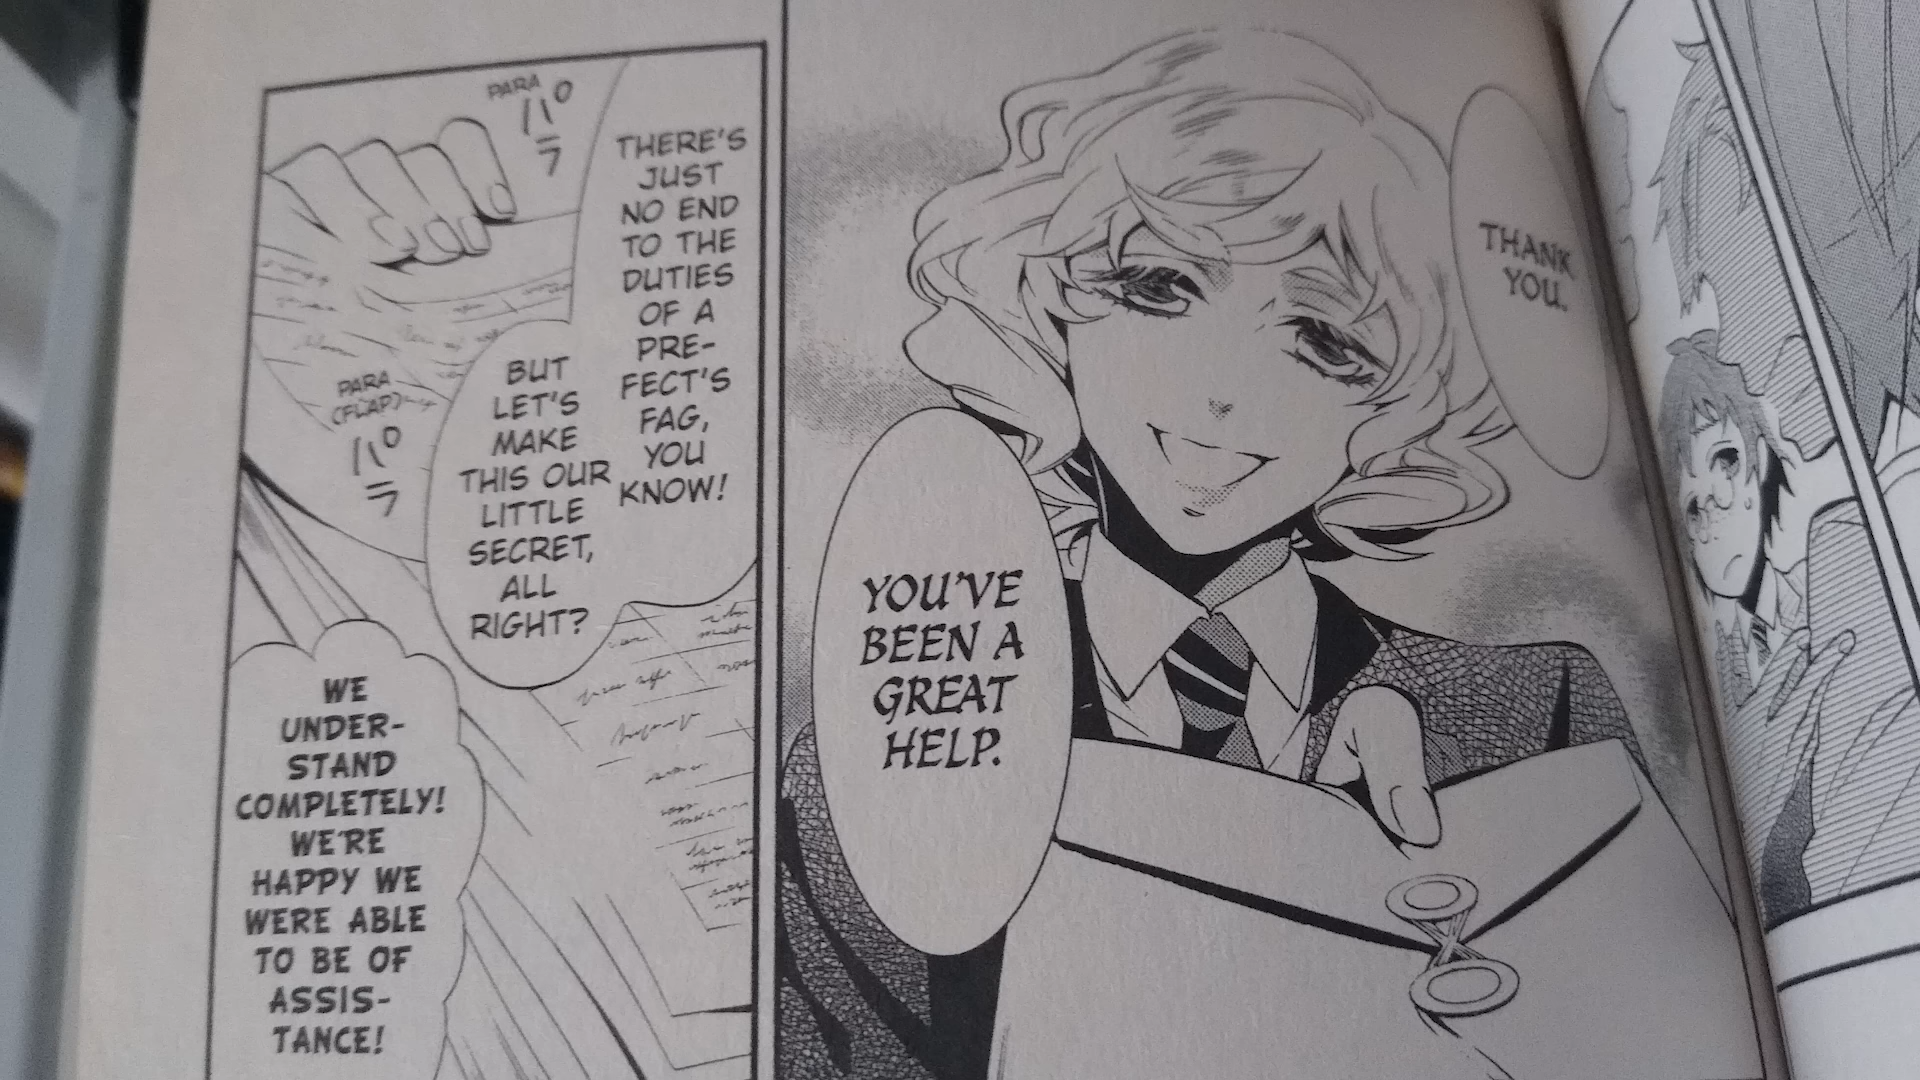 THANK
YOU.
YOU'VE
BEEN A
GREAT
HELP.
PARA
パラ
THERE'S
JUST
NO END
TO THE
DUTIES
OF A
PRE-
FECT'S
FAG,
YOU
KNOW!
BUT
LET'S
MAKE
THIS OUR
LITTLE
SECRET,
ALL
RIGHT?
PARA
(FLAP)
パラ
WE
UNDER-
STAND
COMPLETELY!
WE'RE
HAPPY WE
WERE ABLE
TO BE OF
ASSIS-
TANCE!